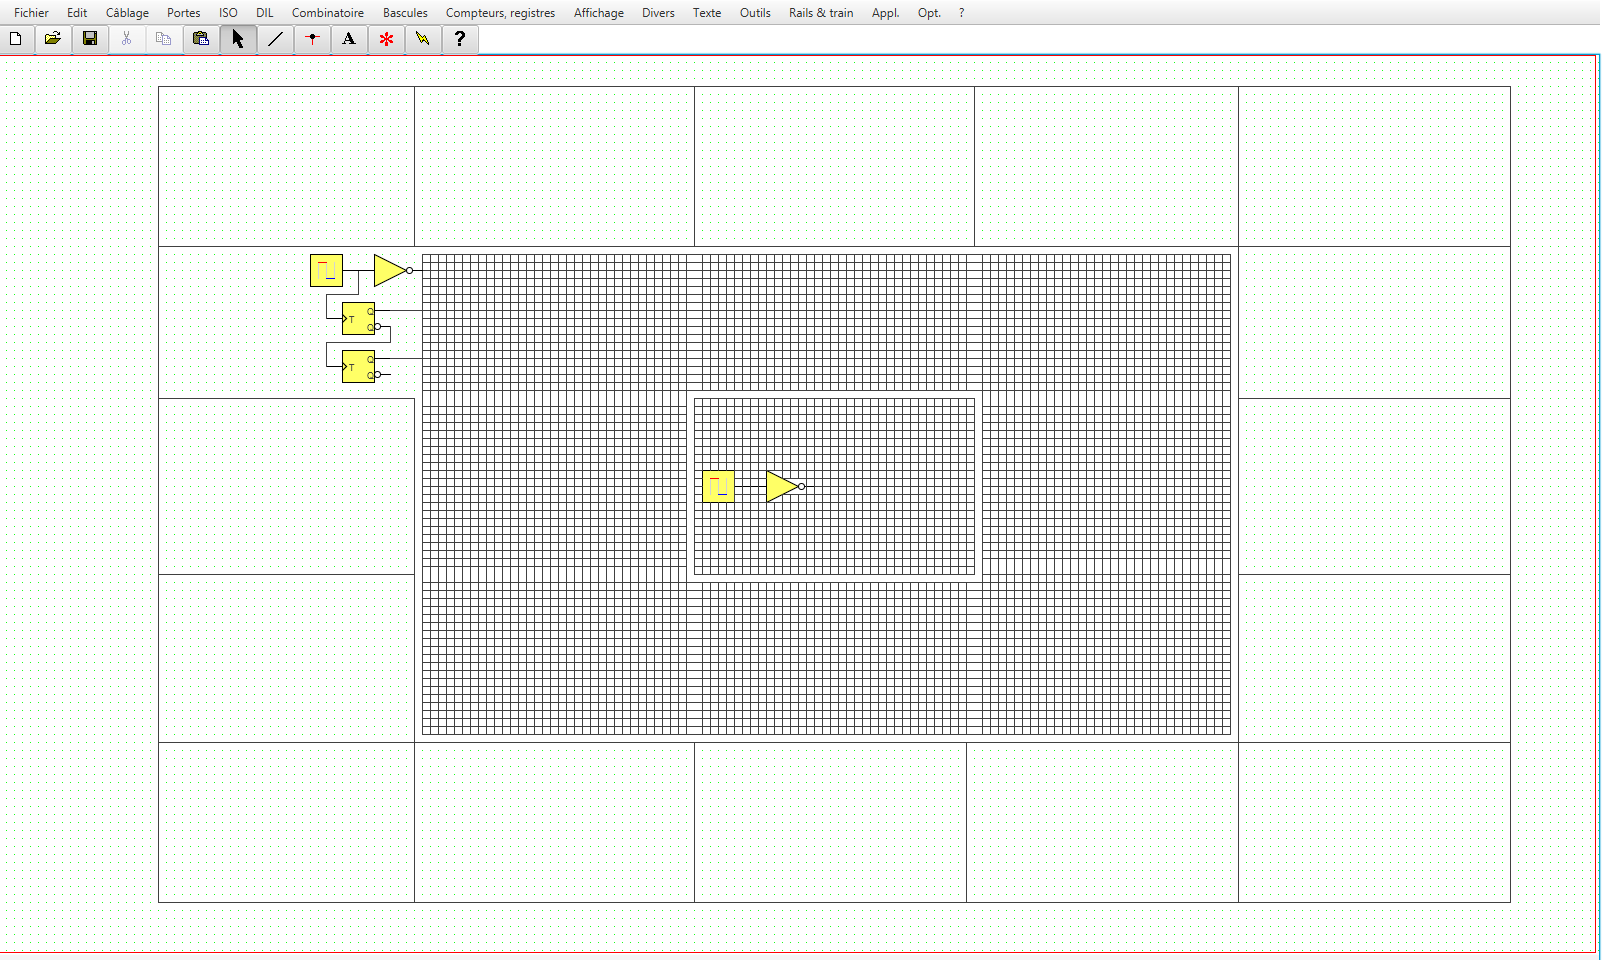 Fichier Edit Câblage Portes ISO DIL Combinatoire Bascules Compteurs, registres Affichage Divers Texte Outils Rails & train Appl. Opt. ?
A ?
T Q
Q
T Q
Q